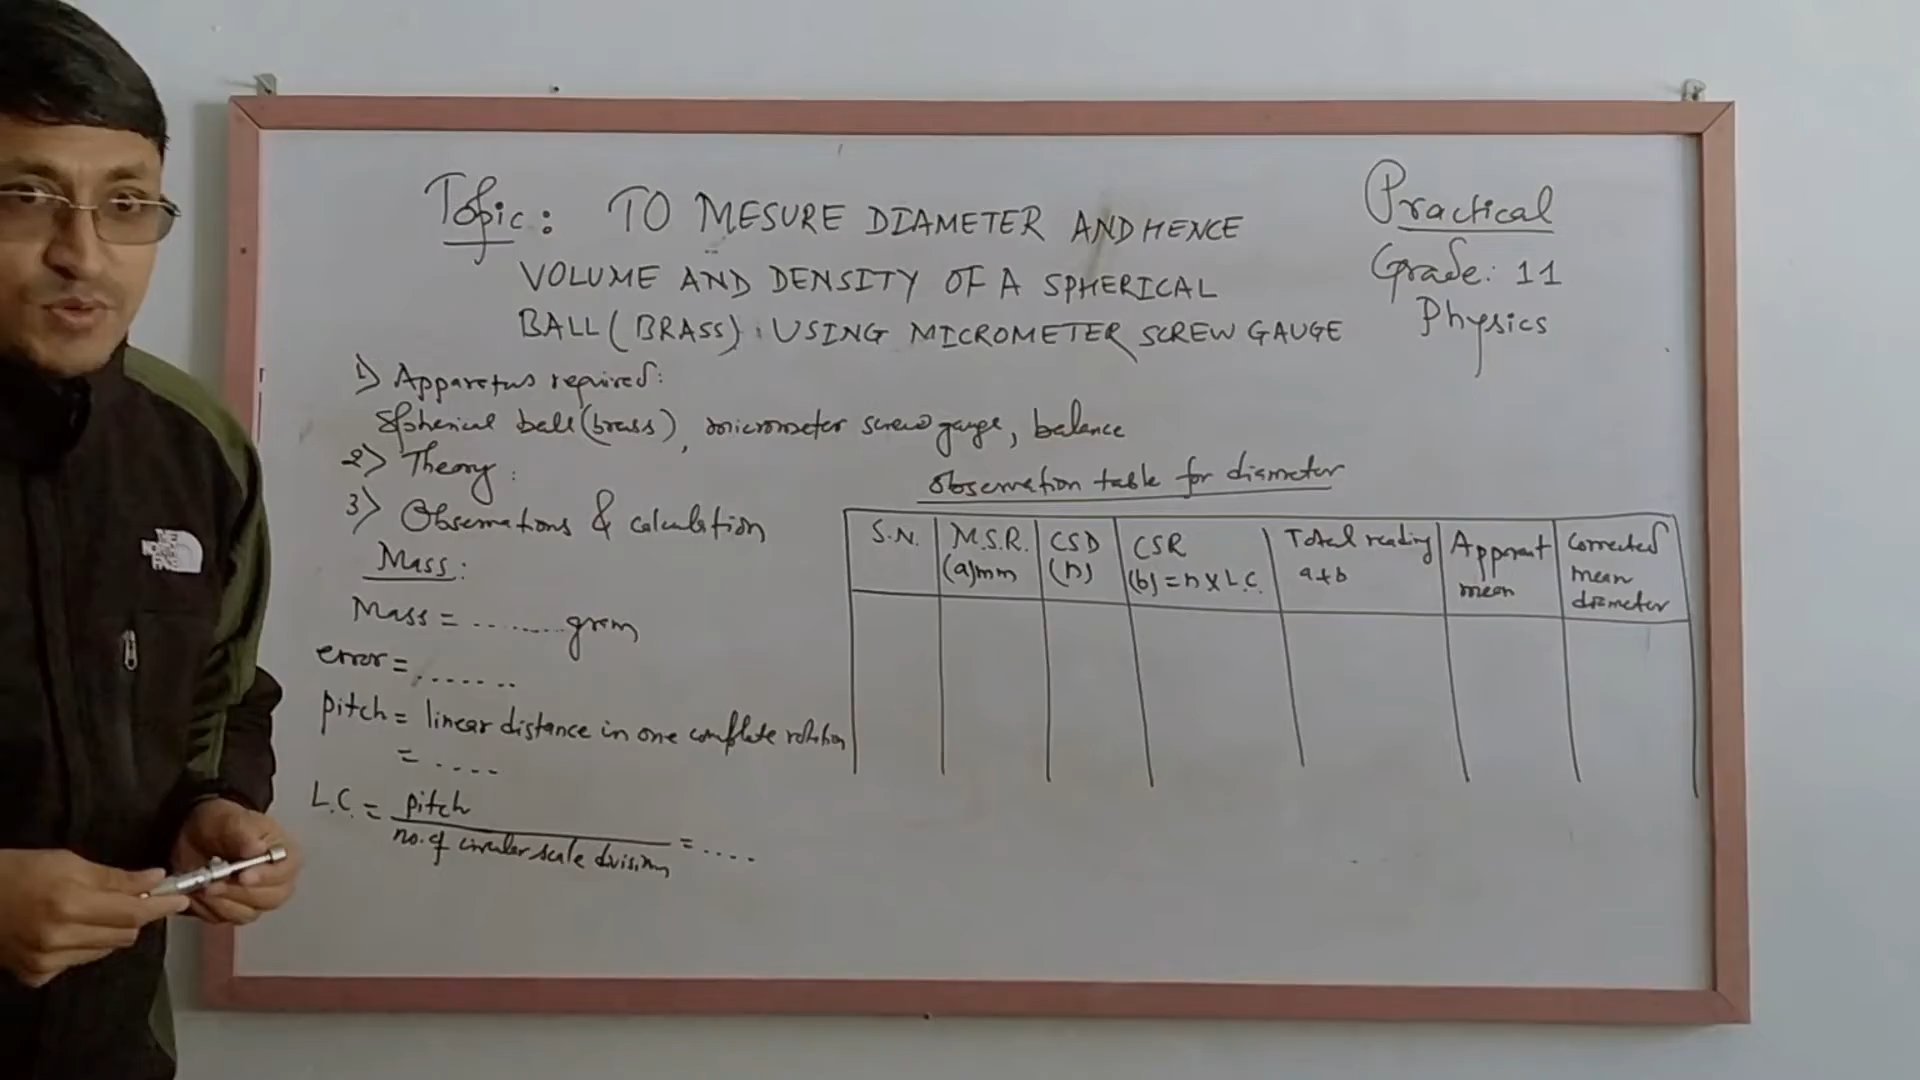 Topic: TO MESURE DIAMETER AND HENCE
VOLUME AND DENSITY OF A SPHERICAL
BALL (BRASS) USING MICROMETER SCREW GAUGE
Practical
Grade: 11
Physics
1) Apparatus required:
Spherical ball (brass), micrometer screw gauge, balance
2) Theory:
3) Observations & calculation
Mass:
Mass = ........ gram
error = .......
pitch = linear distance in one complete rotation
= ....
L.C. = pitch
no. of circular scale division = ....
Observation table for diameter
S.N. M.S.R. CSD CSR Total reading Apparent Corrected
(a)mm (n) (b) = n x L.C. a+b mean mean
diameter
THE
NORTH
FACE